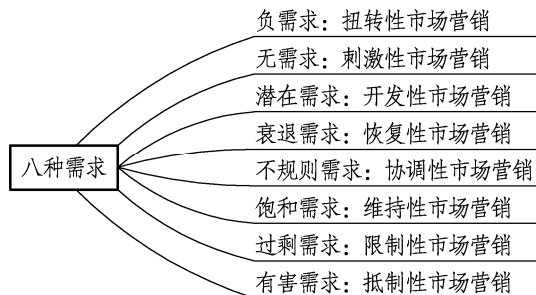 负需求：扭转性市场营销
无需求：刺激性市场营销
潜在需求：开发性市场营销
衰退需求：恢复性市场营销
八种需求
不规则需求：协调性市场营销
饱和需求：维持性市场营销
过剩需求：限制性市场营销
有害需求：抵制性市场营销